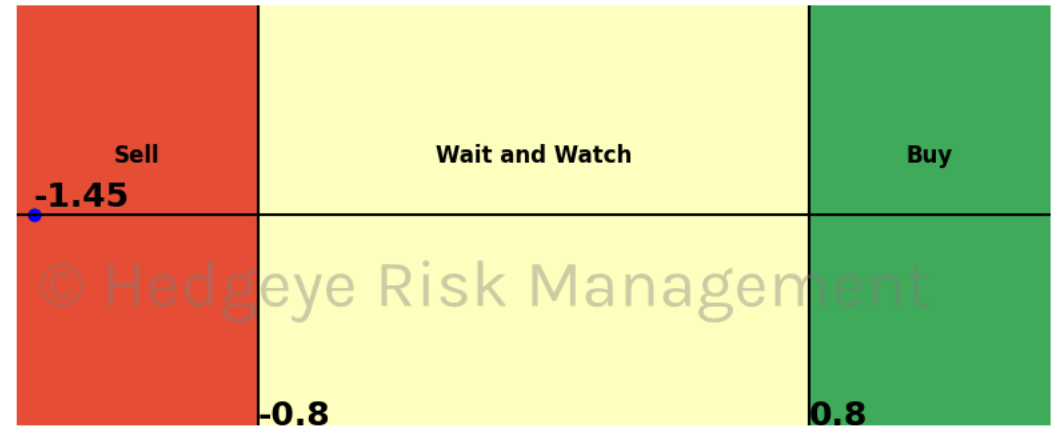 Sell
Wait and Watch
Buy
-1.45
© Hedgeye Risk Management
-0.8
0.8